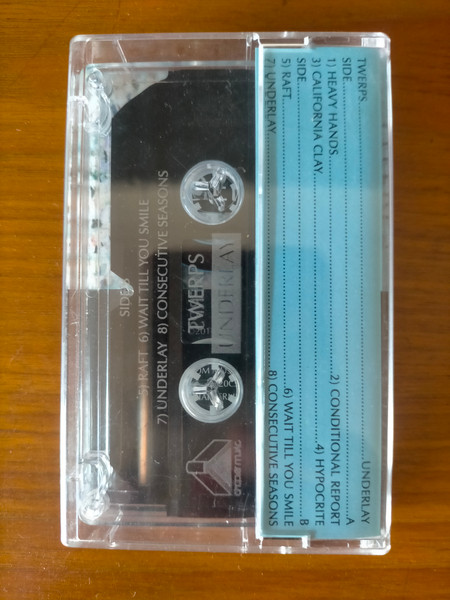 TWERPS............UNDERLAY
SIDE............A
1) HEAVY HANDS............2) CONDITIONAL REPORT
3) CALIFORNIA CLAY............4) HYPOCRITE
SIDE............B
5) RAFT............6) WAIT TILL YOU SMILE
7) UNDERLAY............8) CONSECUTIVE SEASONS
SIDE B
5) RAFT 6) WAIT TILL YOU SMILE
7) UNDERLAY 8) CONSECUTIVE SEASONS
TWERPS
UNDERLAY